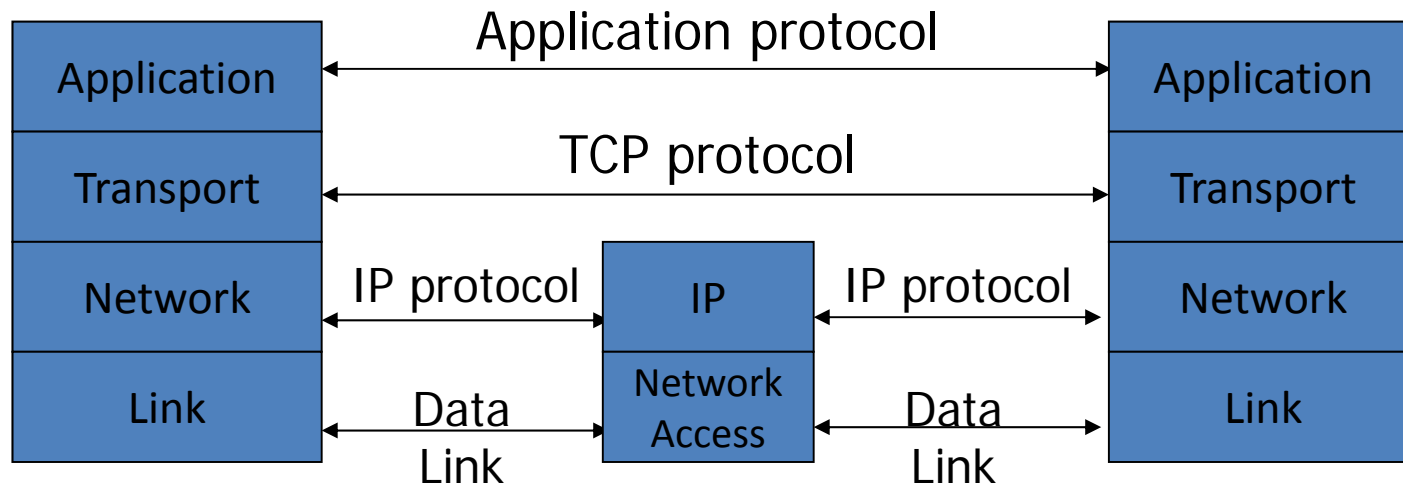 Application protocol
Application
Application
TCP protocol
Transport
Transport
IP protocol
IP
IP protocol
Network
Network
Link
Data
Link
Network
Access
Data
Link
Link